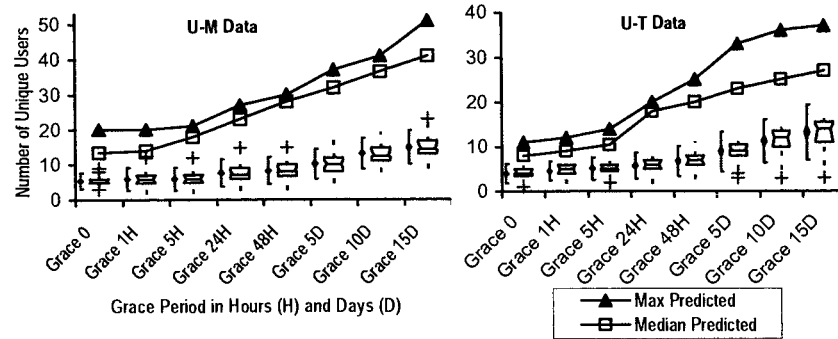 U-M Data
Number of Unique Users
50
40
30
20
10
0
Grace 0
Grace 1H
Grace 5H
Grace 24H
Grace 48H
Grace 5D
Grace 10D
Grace 15D
Grace Period in Hours (H) and Days (D)
U-T Data
40
30
20
10
0
Grace 0
Grace 1H
Grace 5H
Grace 24H
Grace 48H
Grace 5D
Grace 10D
Grace 15D
Max Predicted
Median Predicted